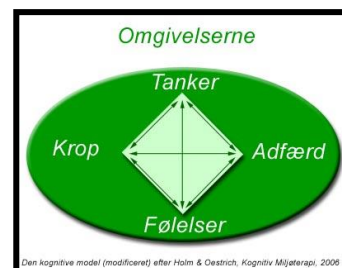 Omgivelserne
Tanker
Krop
Adfærd
Følelser
Den kognitive model (modificeret) efter Holm & Oestrich, Kognitiv Miljøterapi, 2006